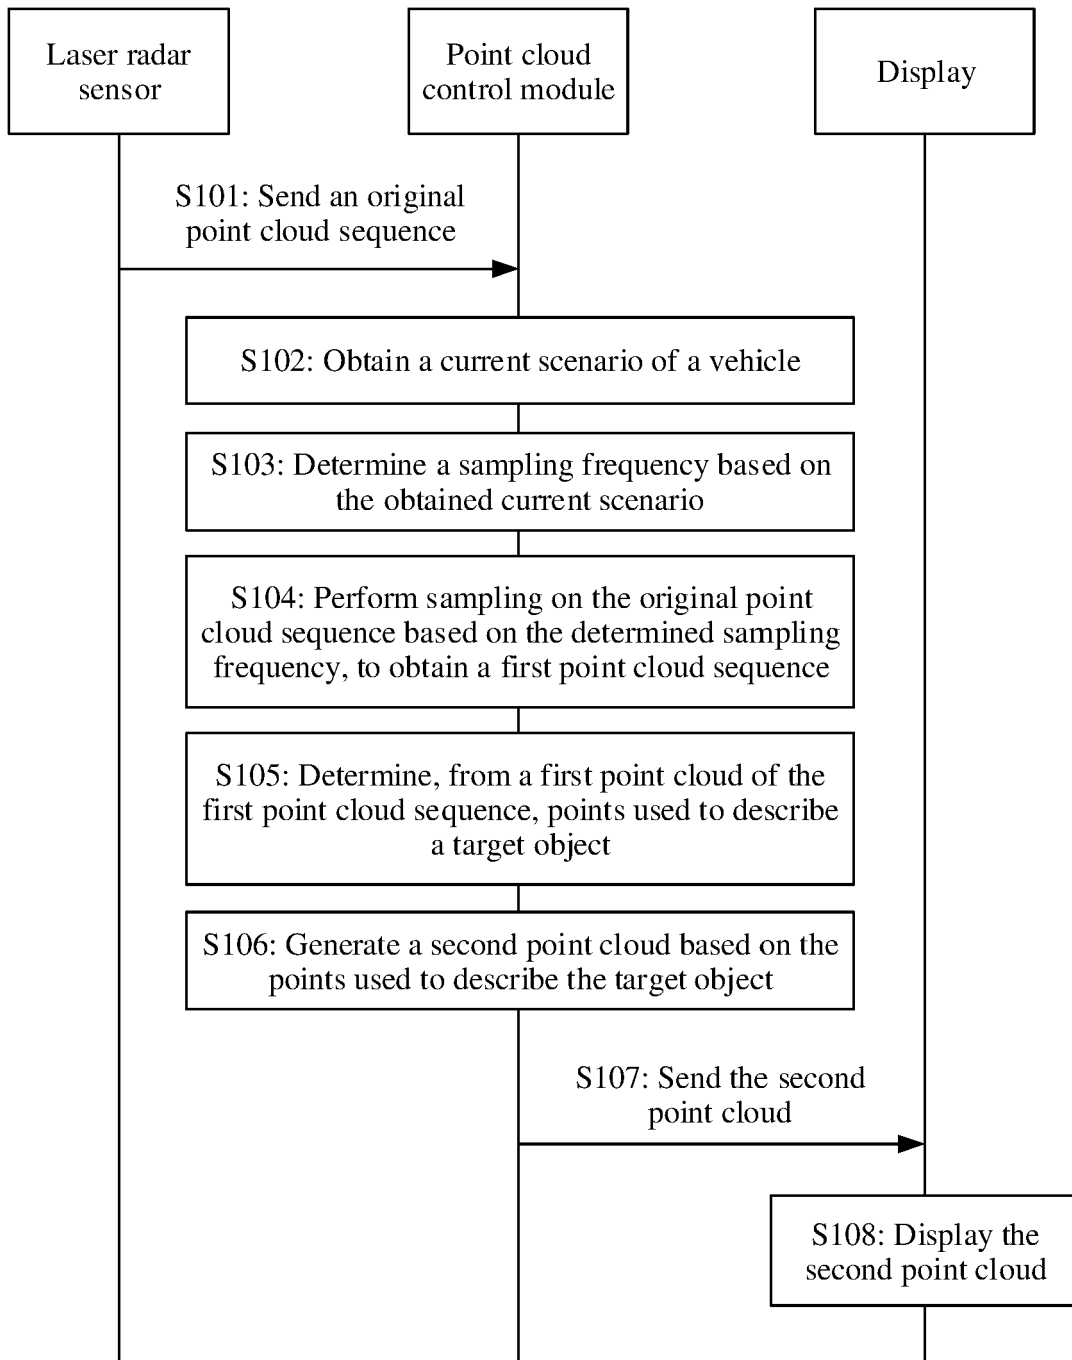 Laser radar
sensor
Point cloud
control module
Display
S101: Send an original
point cloud sequence
S102: Obtain a current scenario of a vehicle
S103: Determine a sampling frequency based on
the obtained current scenario
S104: Perform sampling on the original point
cloud sequence based on the determined sampling
frequency, to obtain a first point cloud sequence
S105: Determine, from a first point cloud of the
first point cloud sequence, points used to describe
a target object
S106: Generate a second point cloud based on the
points used to describe the target object
S107: Send the second
point cloud
S108: Display the
second point cloud